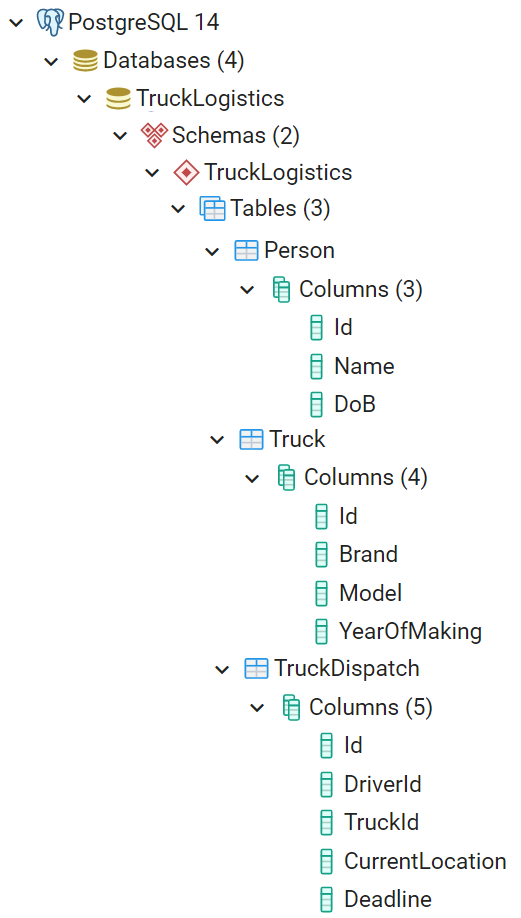 PostgreSQL 14
Databases (4)
TruckLogistics
Schemas (2)
TruckLogistics
Tables (3)
Person
Columns (3)
Id
Name
DoB
Truck
Columns (4)
Id
Brand
Model
YearOfMaking
TruckDispatch
Columns (5)
Id
DriverId
TruckId
CurrentLocation
Deadline